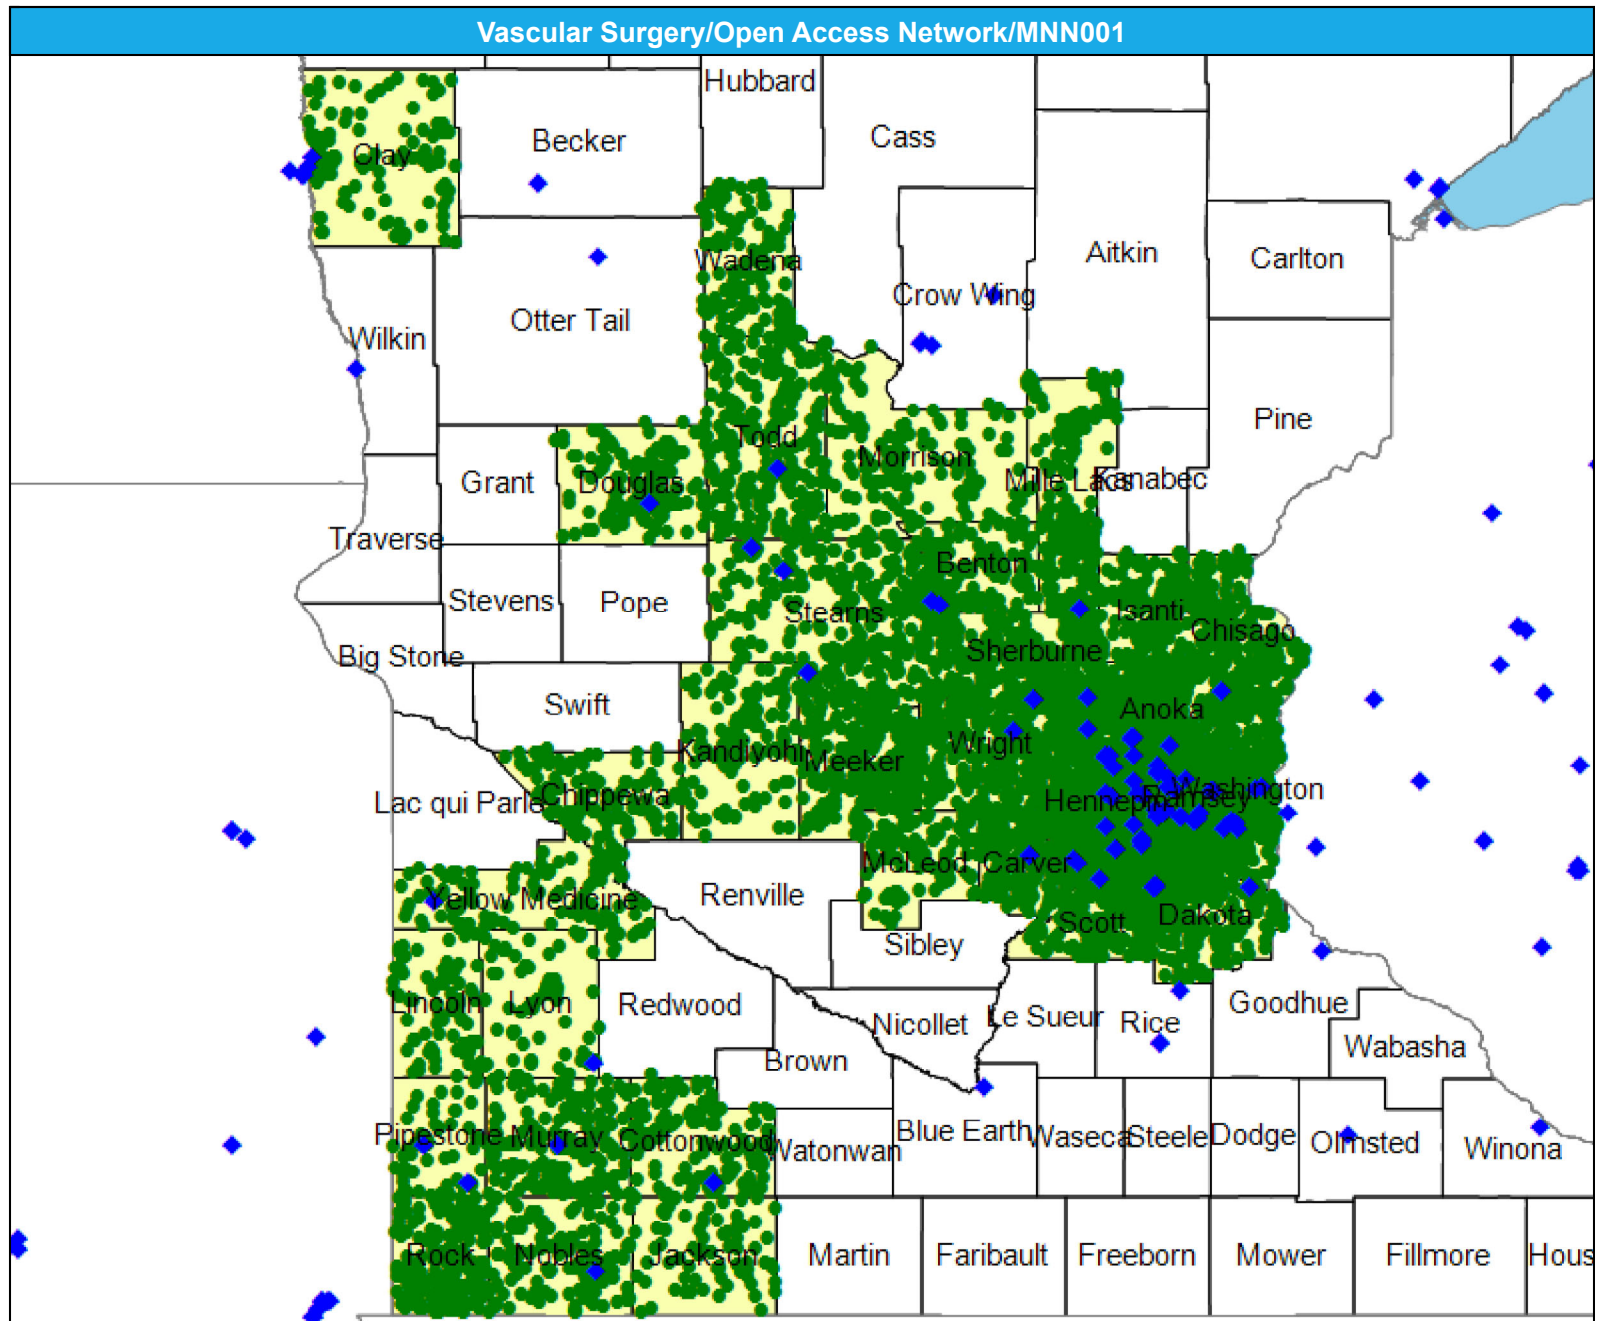 Vascular Surgery/Open Access Network/MNN001
Hubbard
Cass
Becker
Clay
Wadena
Aitkin
Carlton
Crow Wing
Otter Tail
Wilkin
Pine
Todd
Morrison
Grant
Douglas
Mille Lacs
Kanabec
Traverse
Benton
Stevens
Pope
Stearns
Isanti
Chisago
Big Stone
Sherburne
Swift
Anoka
Wright
Kandiyohi
Meeker
Lac qui Parle
Chippewa
Hennepin
Ramsey
Washington
McLeod
Carver
Yellow Medicine
Renville
Scott
Dakota
Sibley
Lincoln
Lyon
Redwood
Nicollet
Le Sueur
Rice
Goodhue
Brown
Wabasha
Pipestone
Murray
Cottonwood
Watonwan
Blue Earth
Waseca
Steele
Dodge
Olmsted
Winona
Rock
Nobles
Jackson
Martin
Faribault
Freeborn
Mower
Fillmore
Hous